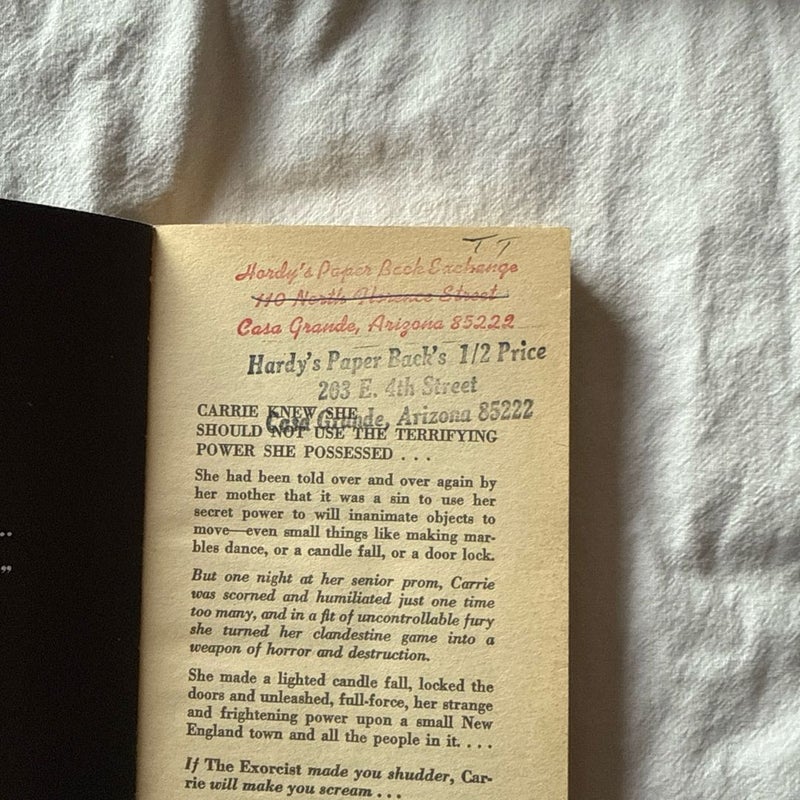 T T
Hardy's Paper Back Exchange
110 North Florence Street
Casa Grande, Arizona 85222
Hardy's Paper Back's 1/2 Price
203 E. 4th Street
Casa Grande, Arizona 85222
CARRIE KNEW SHE
SHOULD NOT USE THE TERRIFYING
POWER SHE POSSESSED . . .
She had been told over and over again by
her mother that it was a sin to use her
secret power to will inanimate objects to
move—even small things like making mar-
bles dance, or a candle fall, or a door lock.
But one night at her senior prom, Carrie
was scorned and humiliated just one time
too many, and in a fit of uncontrollable fury
she turned her clandestine game into a
weapon of horror and destruction.
She made a lighted candle fall, locked the
doors and unleashed, full-force, her strange
and frightening power upon a small New
England town and all the people in it. . . .
If The Exorcist made you shudder, Car-
rie will make you scream . . .